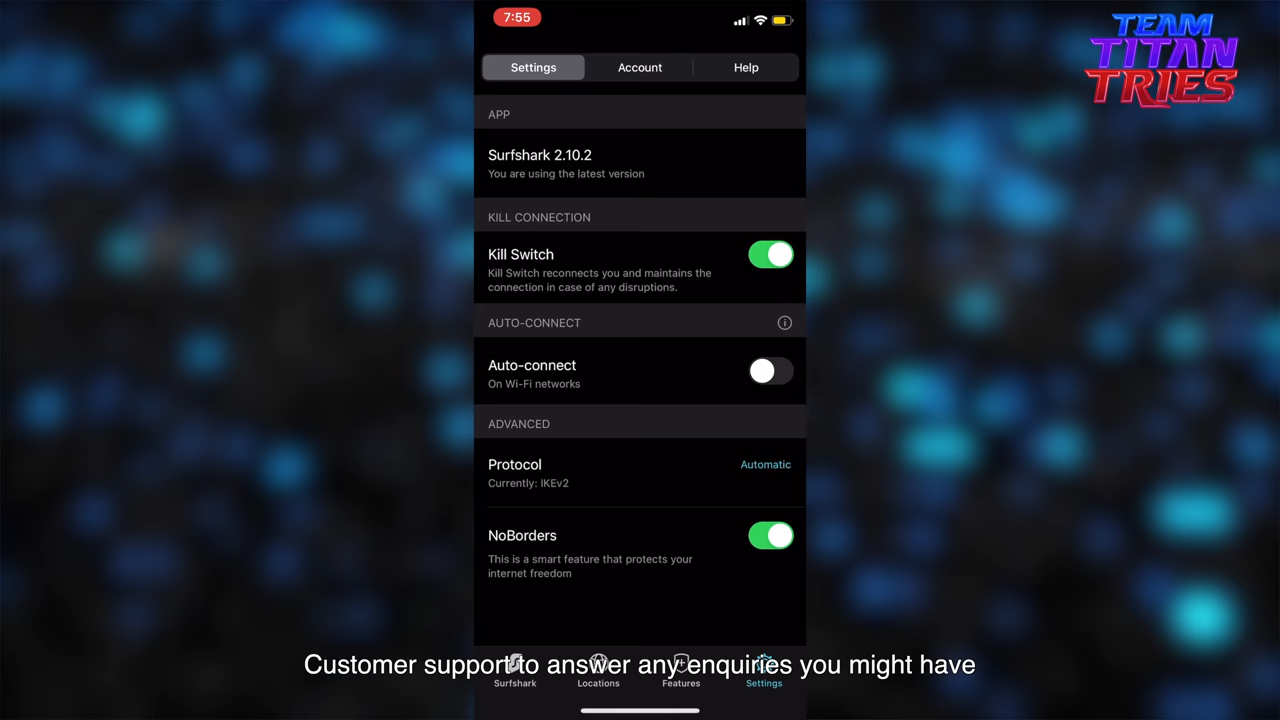 7:55
TEAM
TITAN
TRIES
Settings
Account
Help
APP
Surfshark 2.10.2
You are using the latest version
KILL CONNECTION
Kill Switch
Kill Switch reconnects you and maintains the
connection in case of any disruptions.
AUTO-CONNECT
Auto-connect
On Wi-Fi networks
ADVANCED
Protocol
Automatic
Currently: IKEv2
NoBorders
This is a smart feature that protects your
internet freedom
Customer support to answer any enquires you might have
Surfshark
Locations
Features
Settings